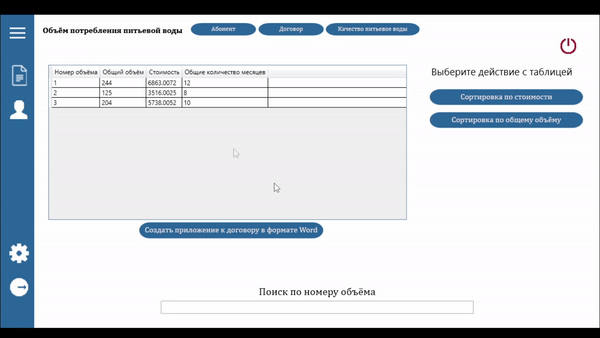 Объём потребления питьевой воды
Абонент
Договор
Качество питьевое воды
Номер объёма Общий объём Стоимость Общие количество месяцев
1 244 6863.0072 12
2 125 3516.0025 8
3 204 5738.0052 10
Выберите действие с таблицей
Сортировка по стоимости
Сортировка по общему объёму
Создать приложение к договору в формате Word
Поиск по номеру объёма